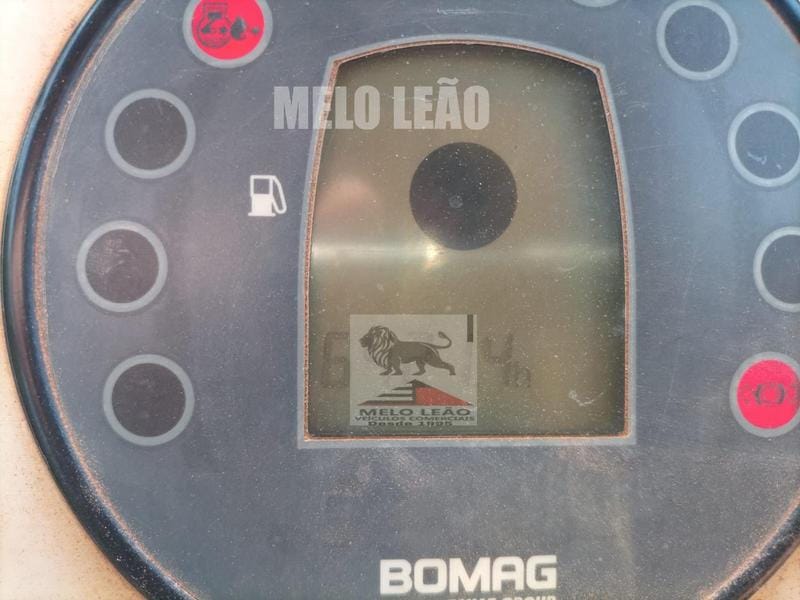 MELO LEÃO
MELO LEÃO
VEÍCULOS COMERCIAIS
Desde 1995
BOMAG